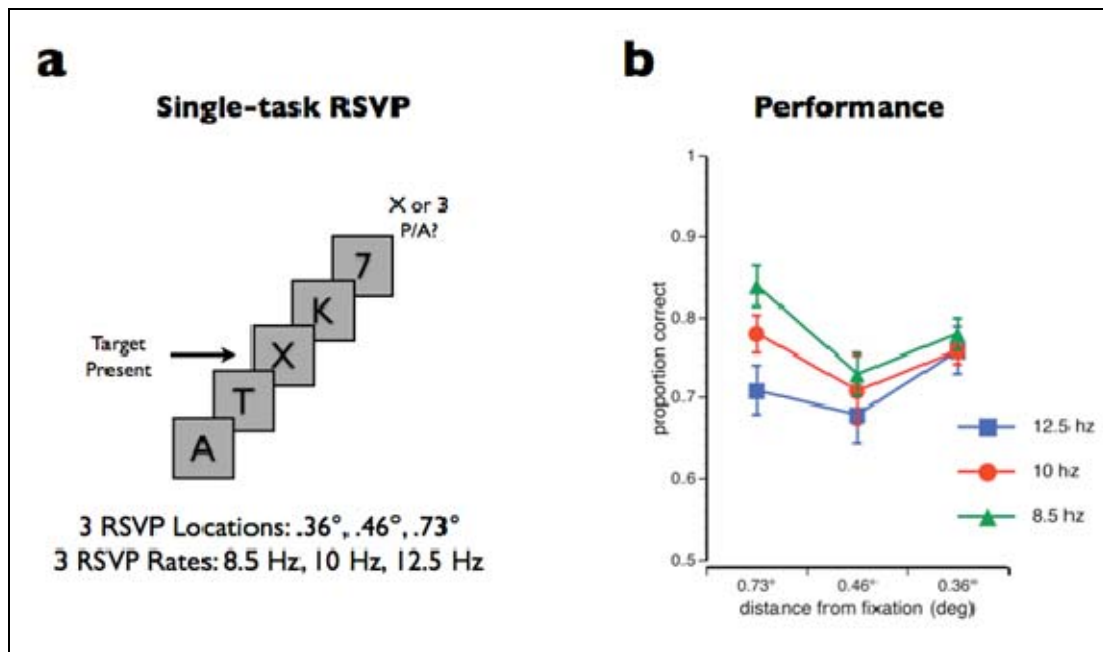 a
Single-task RSVP
X or 3
P/A?
7
K
Target
Present
X
T
A
3 RSVP Locations: .36°, .46°, .73°
3 RSVP Rates: 8.5 Hz, 10 Hz, 12.5 Hz
b
Performance
proportion correct
1
0.9
0.8
0.7
0.6
0.5
0.73°
0.46°
0.36°
distance from fixation (deg)
12.5 hz
10 hz
8.5 hz